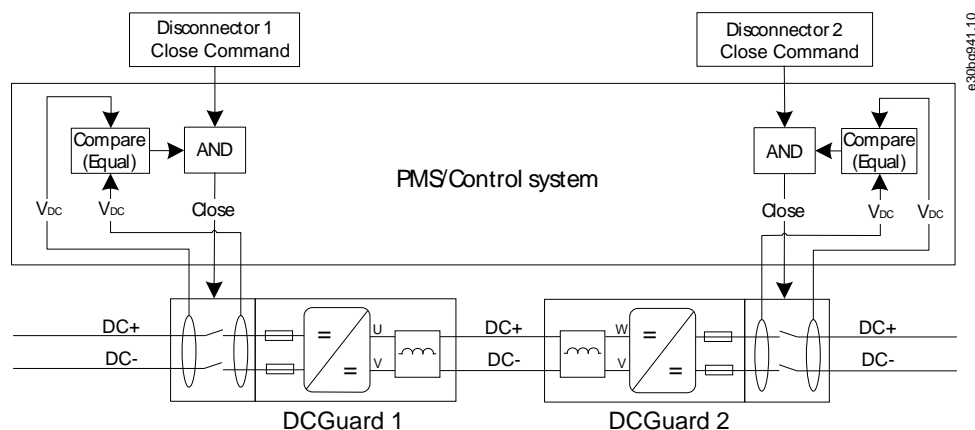 Disconnector 1
Close Command
Disconnector 2
Close Command
e30bg941.10
Compare
(Equal)
AND
AND
Compare
(Equal)
PMS/Control system
VDC
VDC
Close
Close
VDC
VDC
DC+
U
DC+
W
DC+
DC-
V
DC-
V
DC-
=
=
=
=
DCGuard 1
DCGuard 2